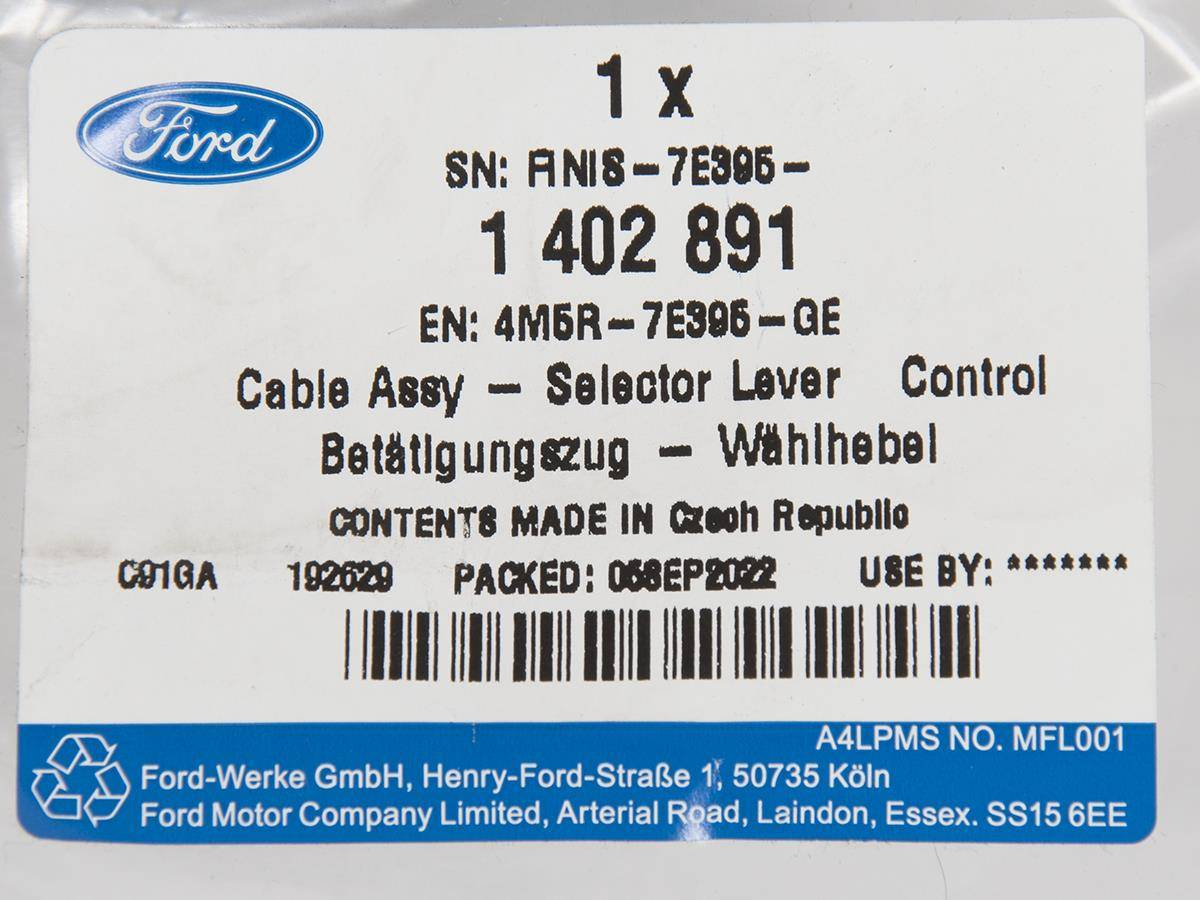 Ford
1 x
SN: FINIS-7E395-
1 402 891
EN: 4M5R-7E395-GE
Cable Assy - Selector Lever Control
Betätigungszug - Wählhebel
CONTENTS MADE IN Czech Republic
C91GA 192629 PACKED: 05SEP2022 USE BY: *******
A4LPMS NO. MFL001
Ford-Werke GmbH, Henry-Ford-Straße 1, 50735 Köln
Ford Motor Company Limited, Arterial Road, Laindon, Essex. SS15 6EE